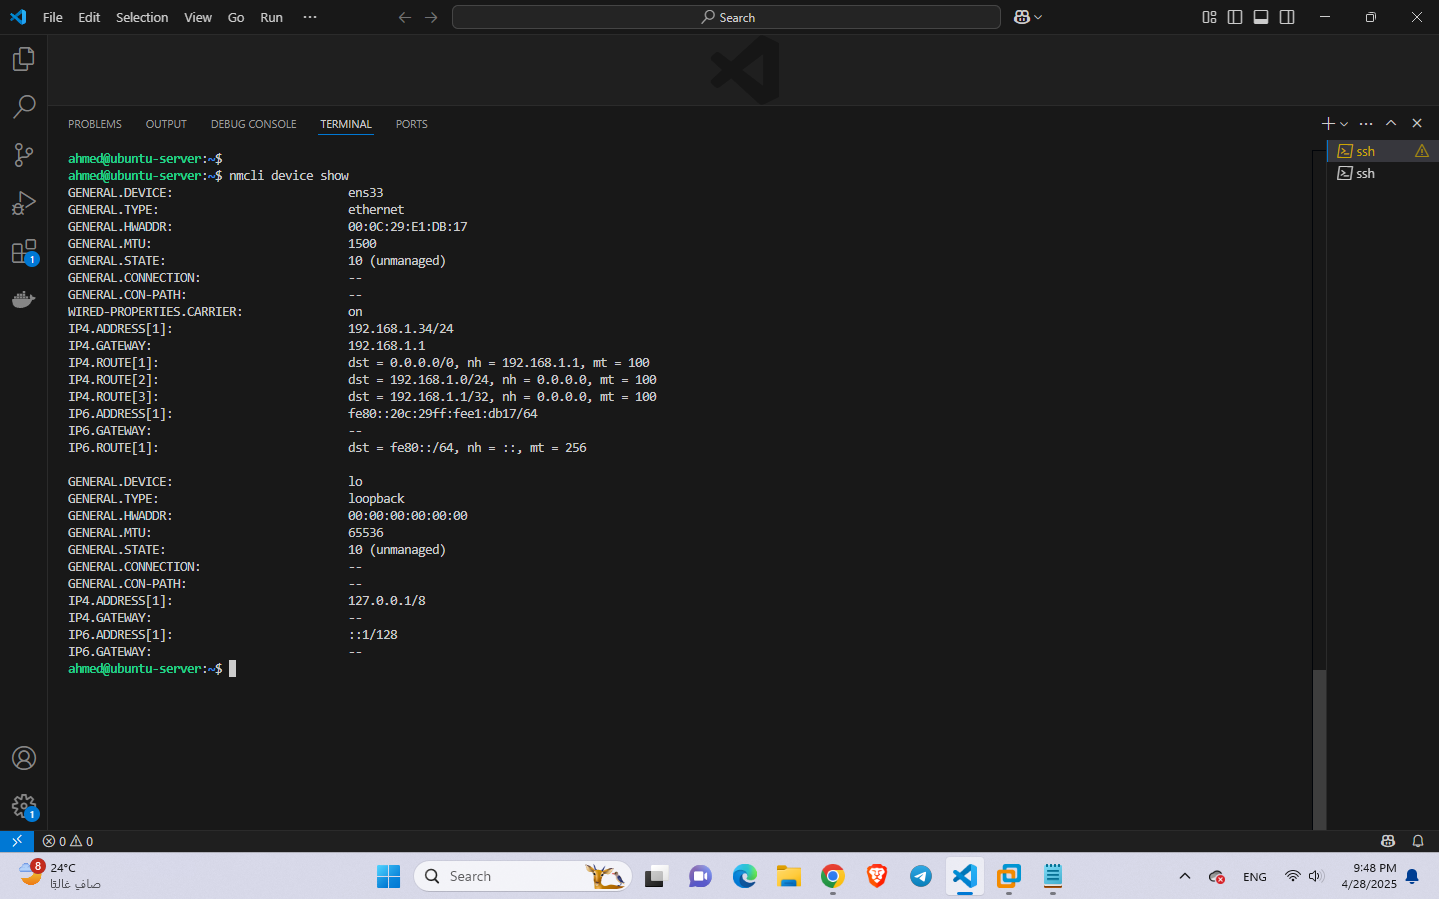 File Edit Selection View Go Run ···
Search
PROBLEMS OUTPUT DEBUG CONSOLE TERMINAL PORTS
ahmed@ubuntu-server:~$
ahmed@ubuntu-server:~$ nmcli device show
GENERAL.DEVICE: ens33
GENERAL.TYPE: ethernet
GENERAL.HWADDR: 00:0C:29:E1:DB:17
GENERAL.MTU: 1500
GENERAL.STATE: 10 (unmanaged)
GENERAL.CONNECTION: --
GENERAL.CON-PATH: --
WIRED-PROPERTIES.CARRIER: on
IP4.ADDRESS[1]: 192.168.1.34/24
IP4.GATEWAY: 192.168.1.1
IP4.ROUTE[1]: dst = 0.0.0.0/0, nh = 192.168.1.1, mt = 100
IP4.ROUTE[2]: dst = 192.168.1.0/24, nh = 0.0.0.0, mt = 100
IP4.ROUTE[3]: dst = 192.168.1.1/32, nh = 0.0.0.0, mt = 100
IP6.ADDRESS[1]: fe80::20c:29ff:fee1:db17/64
IP6.GATEWAY: --
IP6.ROUTE[1]: dst = fe80::/64, nh = ::, mt = 256
GENERAL.DEVICE: lo
GENERAL.TYPE: loopback
GENERAL.HWADDR: 00:00:00:00:00:00
GENERAL.MTU: 65536
GENERAL.STATE: 10 (unmanaged)
GENERAL.CONNECTION: --
GENERAL.CON-PATH: --
IP4.ADDRESS[1]: 127.0.0.1/8
IP4.GATEWAY: --
IP6.ADDRESS[1]: ::1/128
IP6.GATEWAY: --
ahmed@ubuntu-server:~$
ssh
ssh
1
1
0 0
8
24°C
صافٍ غالبًا
Search
ENG
9:48 PM
4/28/2025